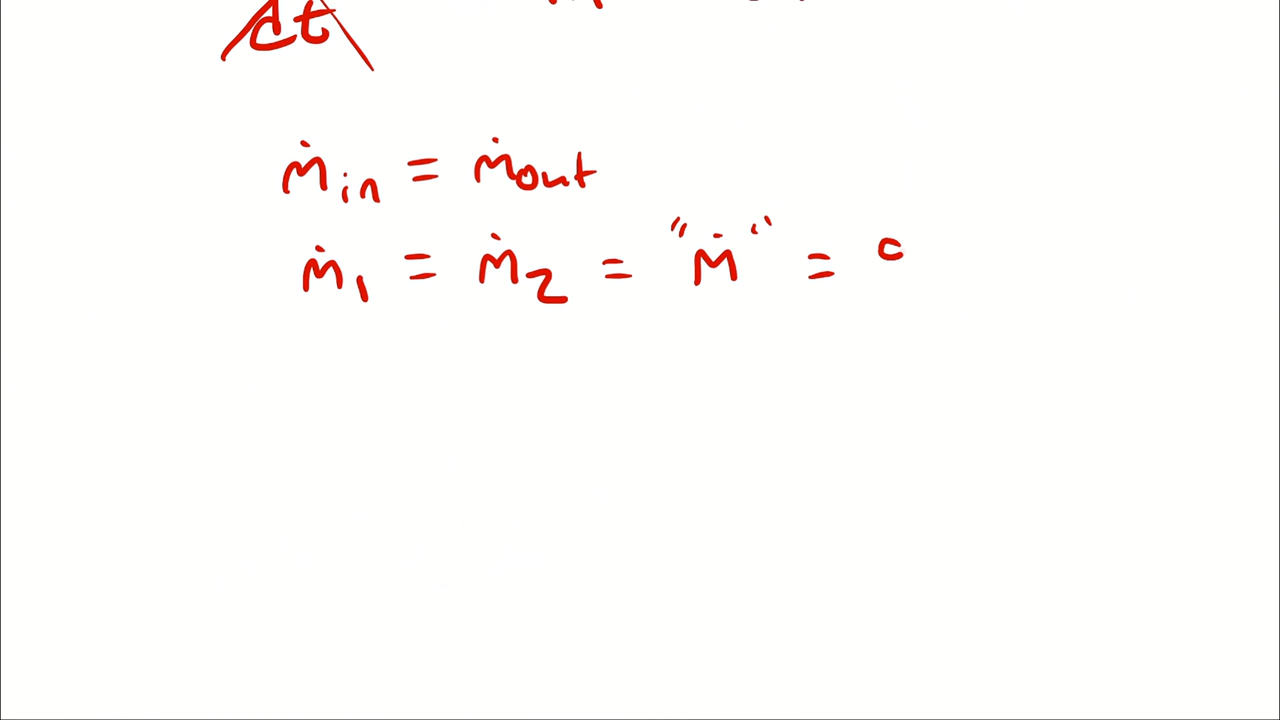 dt
ṁin = ṁout
ṁ1 = ṁ2 = "ṁ" =